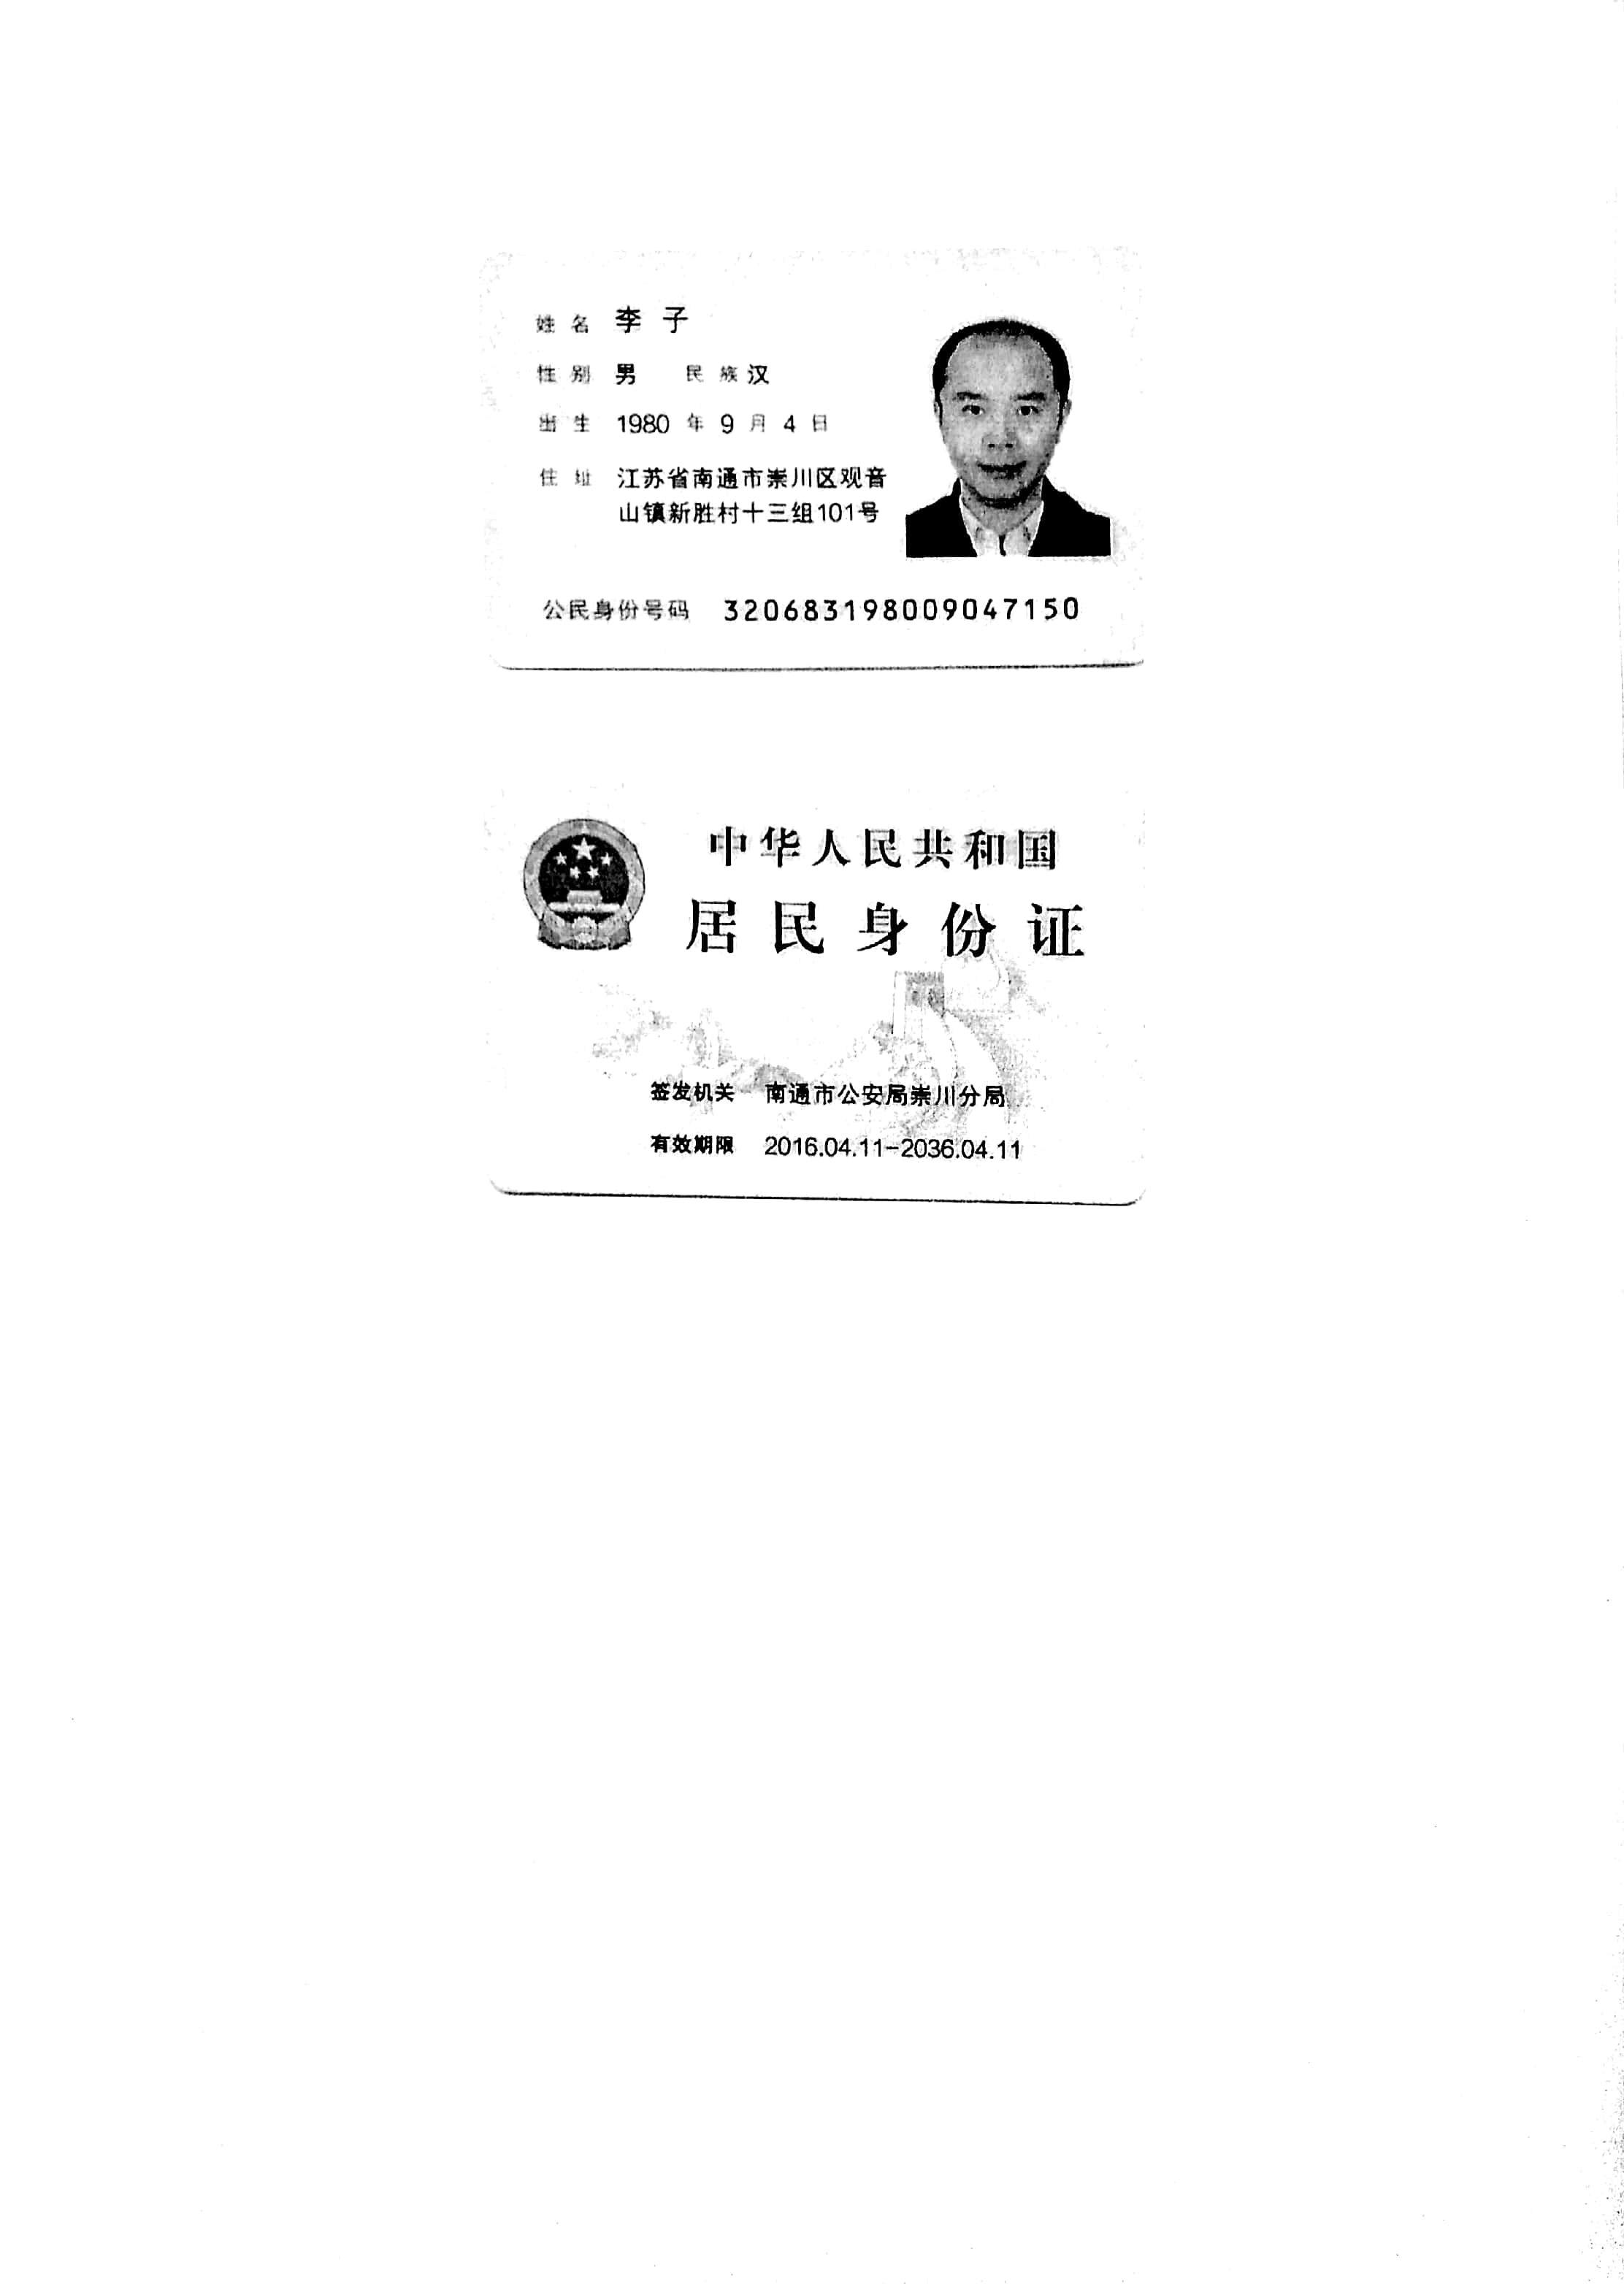 姓名 李子
性别 男 民族 汉
出生 1980 年 9 月 4 日
住址 江苏省南通市崇川区观音
山镇新胜村十三组101号
公民身份号码 320683198009047150
中华人民共和国
居民身份证
签发机关 南通市公安局崇川分局
有效期限 2016.04.11-2036.04.11